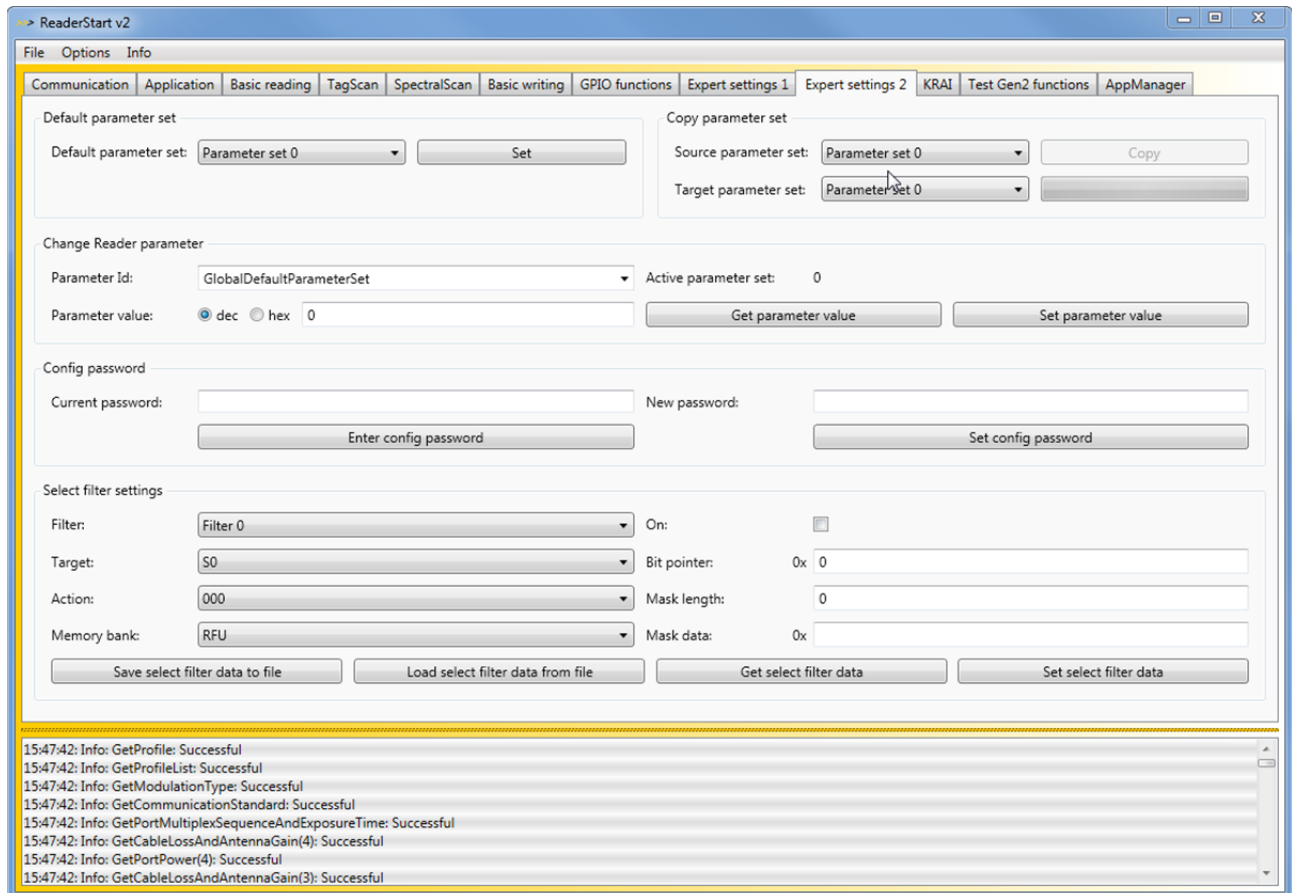 ReaderStart v2
File Options Info
Communication Application Basic reading TagScan SpectralScan Basic writing GPIO functions Expert settings 1 Expert settings 2 KRAI Test Gen2 functions AppManager
Default parameter set
Default parameter set: Parameter set 0 Set
Copy parameter set
Source parameter set: Parameter set 0 Copy
Target parameter set: Parameter set 0
Change Reader parameter
Parameter Id: GlobalDefaultParameterSet Active parameter set: 0
Parameter value: dec hex 0 Get parameter value Set parameter value
Config password
Current password: New password:
Enter config password Set config password
Select filter settings
Filter: Filter 0 On:
Target: S0 Bit pointer: 0x 0
Action: 000 Mask length: 0
Memory bank: RFU Mask data: 0x
Save select filter data to file Load select filter data from file Get select filter data Set select filter data
15:47:42: Info: GetProfile: Successful
15:47:42: Info: GetProfileList: Successful
15:47:42: Info: GetModulationType: Successful
15:47:42: Info: GetCommunicationStandard: Successful
15:47:42: Info: GetPortMultiplexSequenceAndExposureTime: Successful
15:47:42: Info: GetCableLossAndAntennaGain(4): Successful
15:47:42: Info: GetPortPower(4): Successful
15:47:42: Info: GetCableLossAndAntennaGain(3): Successful